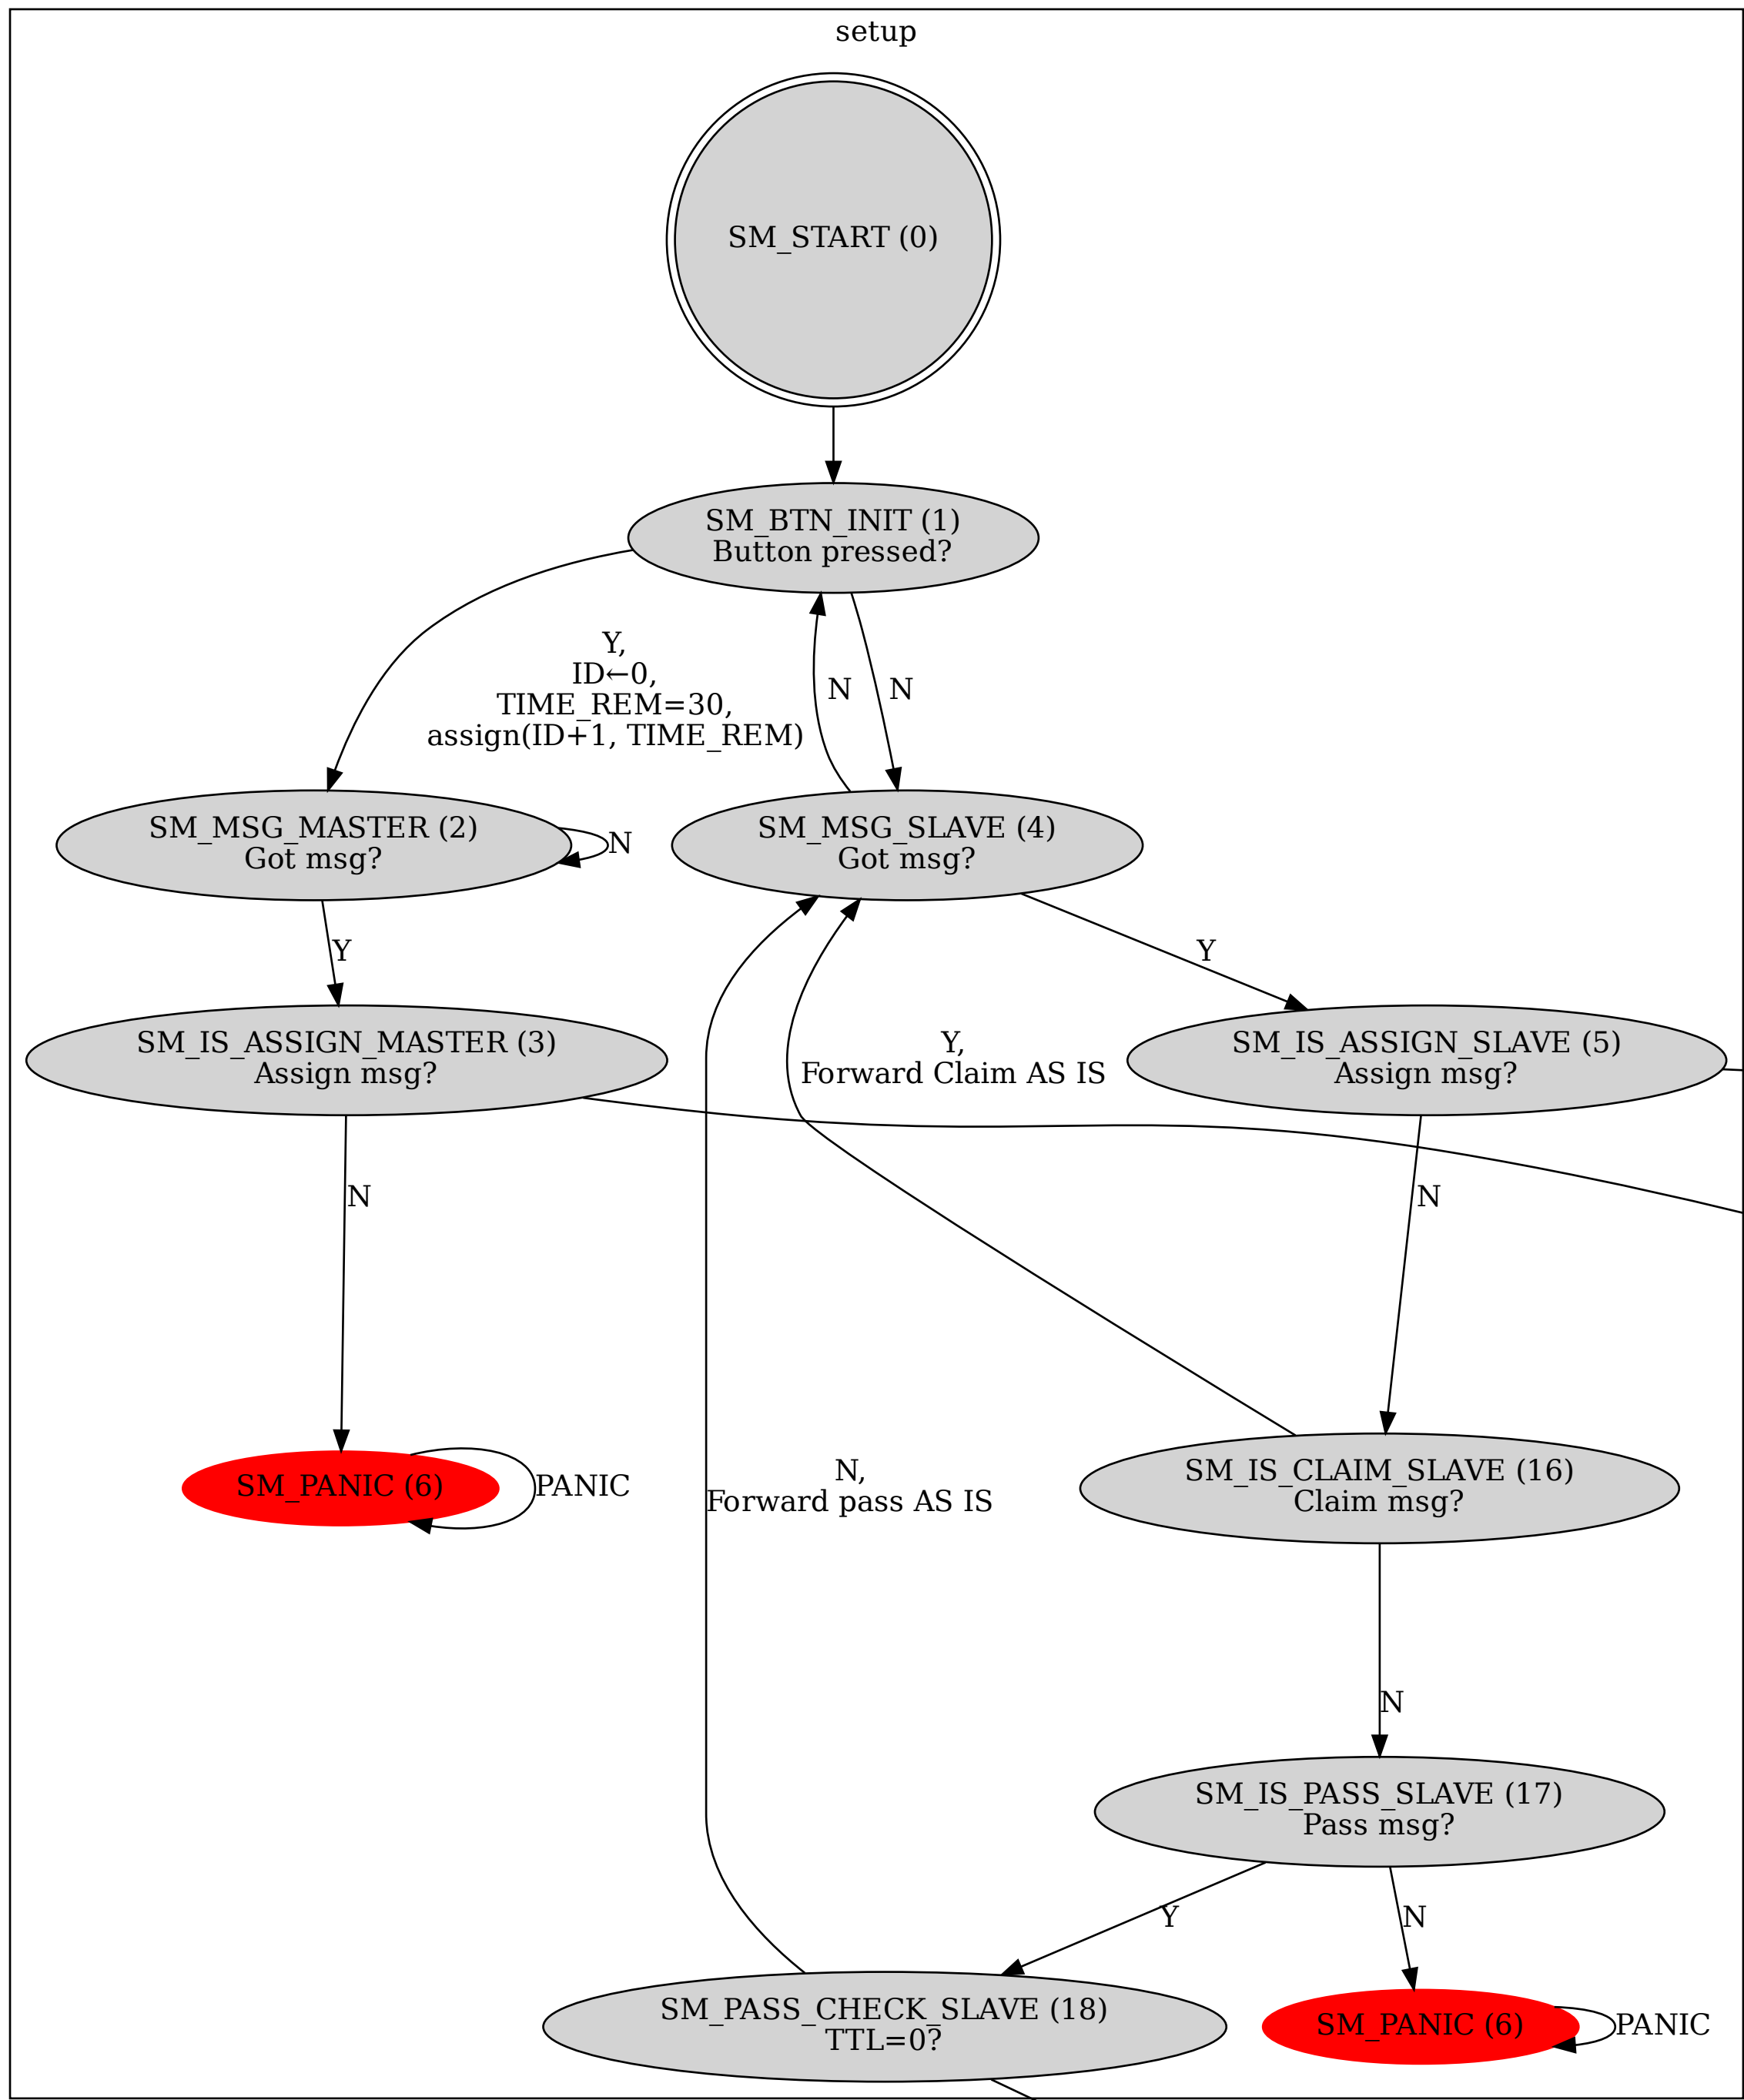 setup
SM_START (0)
SM_BTN_INIT (1)
Button pressed?
Y,
ID←0,
TIME_REM=30,
assign(ID+1, TIME_REM)
N
N
SM_MSG_MASTER (2)
Got msg?
N
SM_MSG_SLAVE (4)
Got msg?
Y
Y
SM_IS_ASSIGN_MASTER (3)
Assign msg?
Y,
Forward Claim AS IS
SM_IS_ASSIGN_SLAVE (5)
Assign msg?
N
N
SM_PANIC (6)
PANIC
N,
Forward pass AS IS
SM_IS_CLAIM_SLAVE (16)
Claim msg?
N
SM_IS_PASS_SLAVE (17)
Pass msg?
Y
N
SM_PASS_CHECK_SLAVE (18)
TTL=0?
SM_PANIC (6)
PANIC